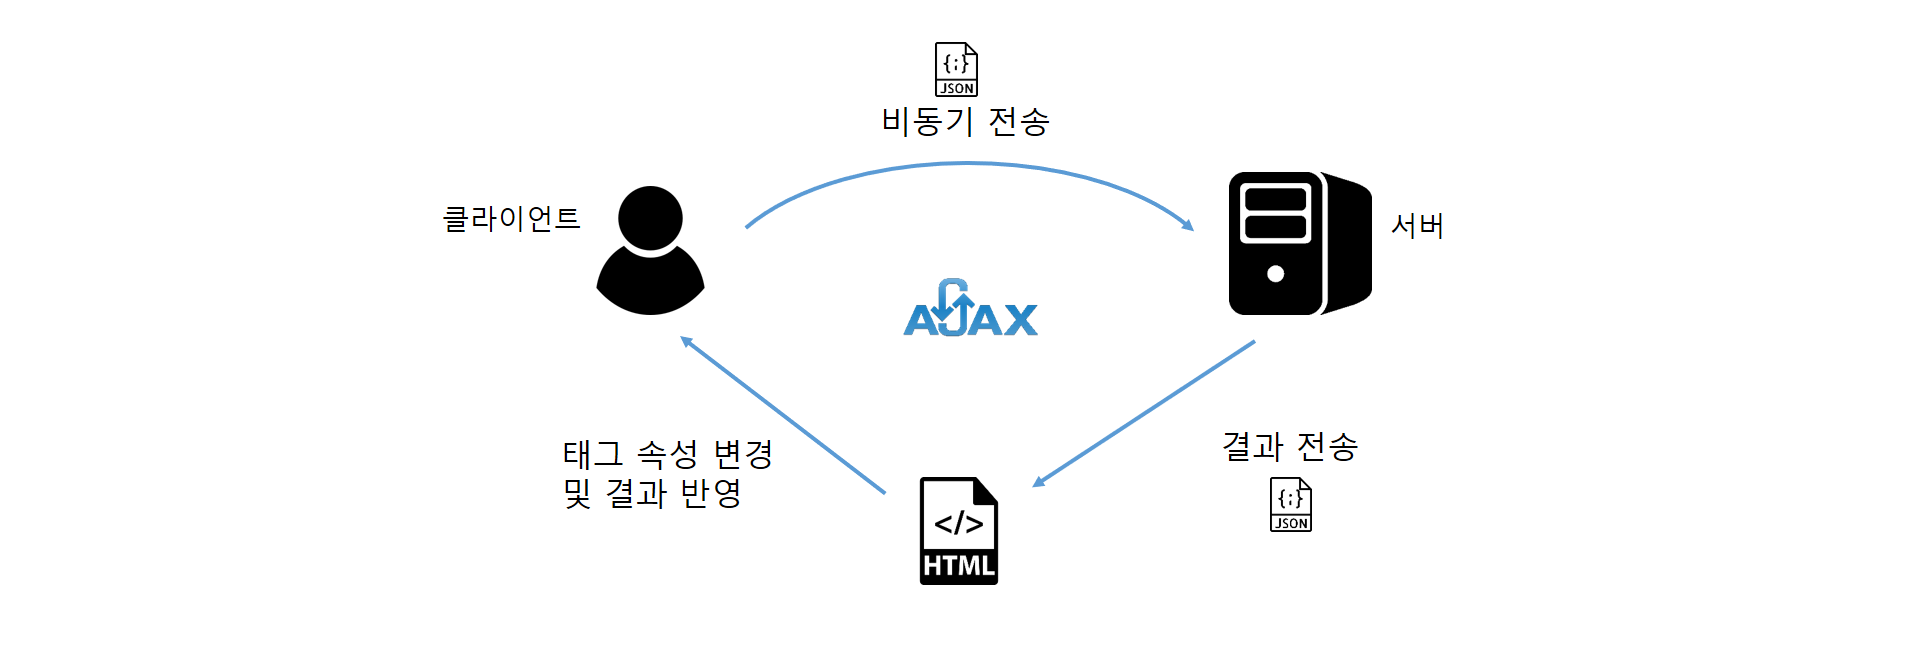 JSON
비동기 전송
클라이언트
서버
AJAX
태그 속성 변경
및 결과 반영
결과 전송
{;}
JSON
</>
HTML